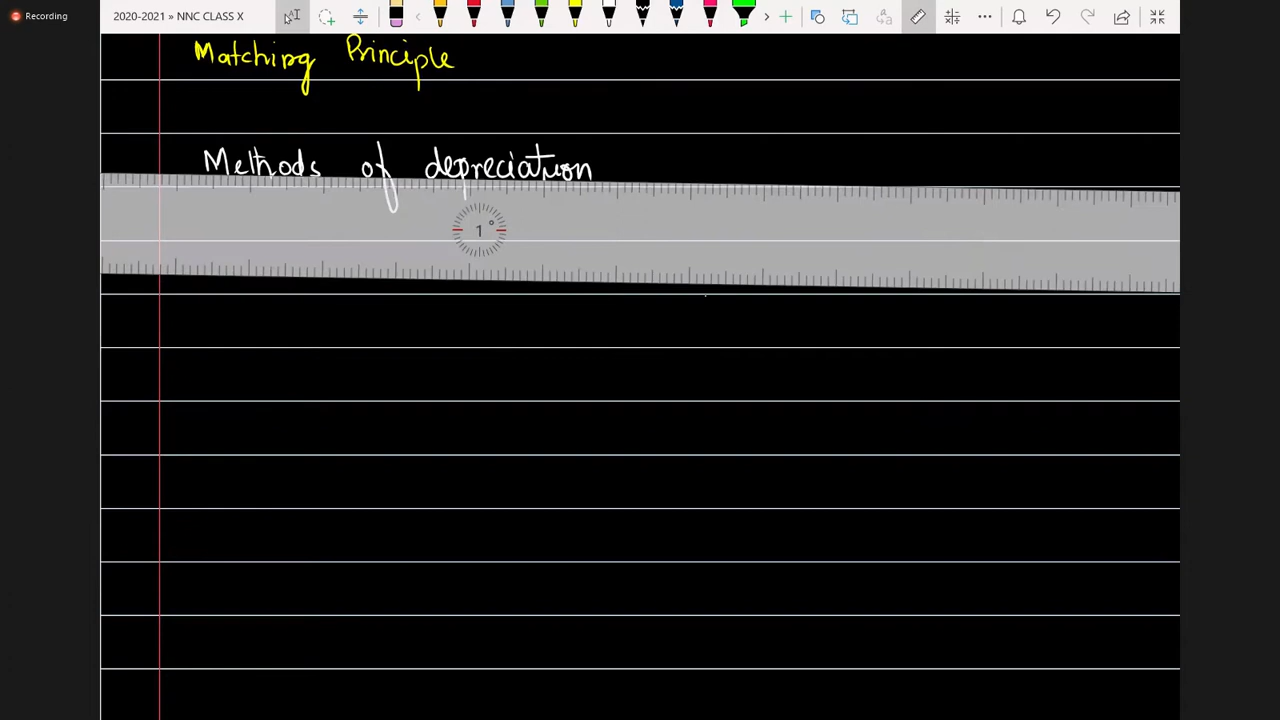 Recording
2020-2021 » NNC CLASS X
Matching Principle
Methods of depreciation
1°